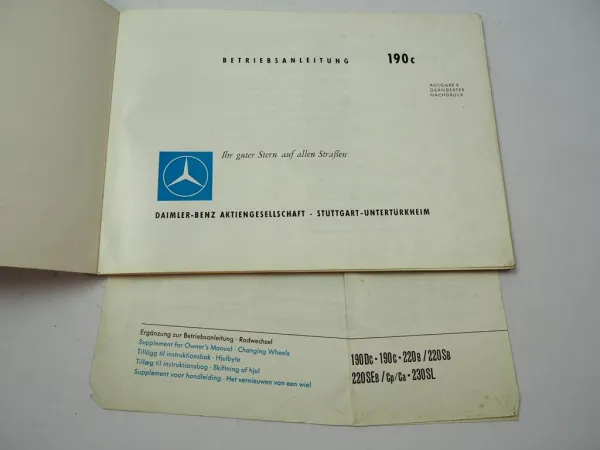 BETRIEBSANLEITUNG 190c
AUSGABE E
GEÄNDERTER
NACHDRUCK
Ihr guter Stern auf allen Straßen
DAIMLER-BENZ AKTIENGESELLSCHAFT - STUTTGART-UNTERTÜRKHEIM
Ergänzung zur Betriebsanleitung · Radwechsel
Supplement for Owner's Manual · Changing Wheels
Tillägg til instruktionsbok · Hjulbyte
Tillæg til instruktionsbog · Skiftning af hjul
Supplement voor handleiding · Het vernieuwen van een wiel
190Dc · 190c · 220b / 220Sb
220SEb / Cp/Ca · 230SL